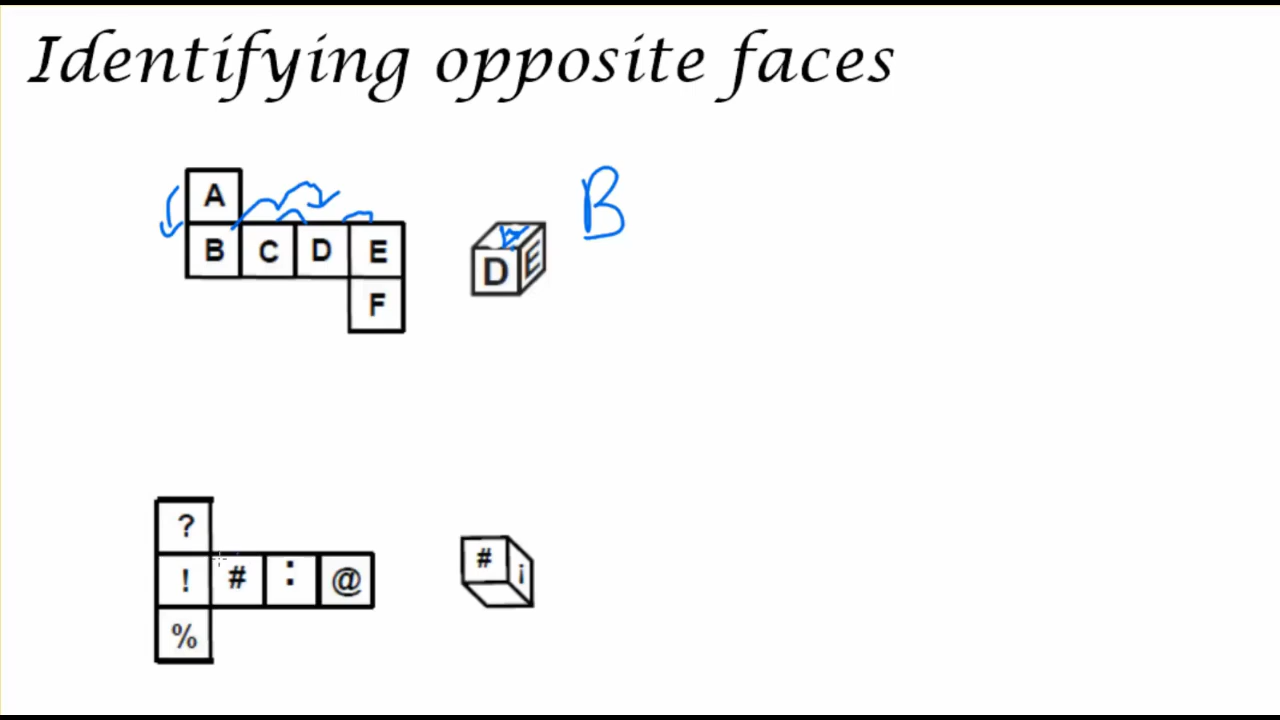 Identifying opposite faces
A
B
B C D E
D E
F
?
! # : @
# ¡
%